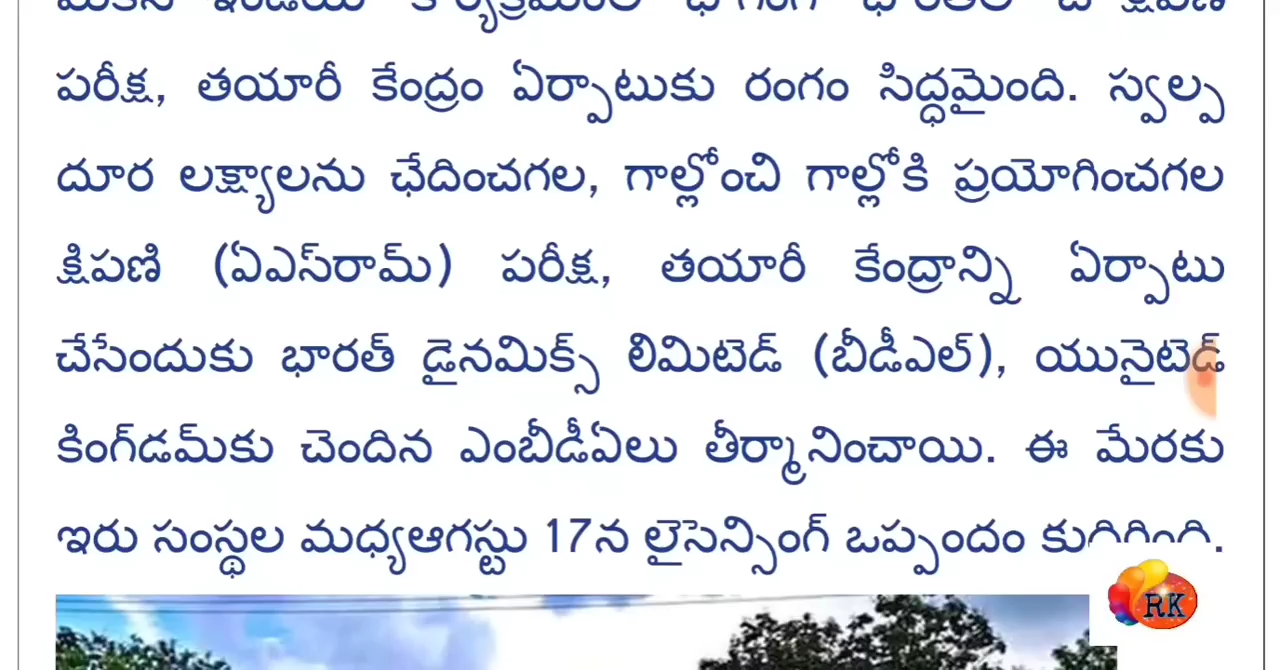 పరీక్ష, తయారీ కేంద్రం ఏర్పాటుకు రంగం సిద్ధమైంది. స్వల్ప
దూర లక్ష్యాలను ఛేదించగల, గాల్లోంచి గాల్లోకి ప్రయోగించగల
క్షిపణి (ఏఎస్‌రామ్) పరీక్ష, తయారీ కేంద్రాన్ని ఏర్పాటు
చేసేందుకు భారత్ డైనమిక్స్ లిమిటెడ్ (బీడీఎల్), యునైటెడ్
కింగ్‌డమ్‌కు చెందిన ఎంబీడీఏలు తీర్మానించాయి. ఈ మేరకు
ఇరు సంస్థల మధ్యఆగస్టు 17న లైసెన్సింగ్ ఒప్పందం
RK